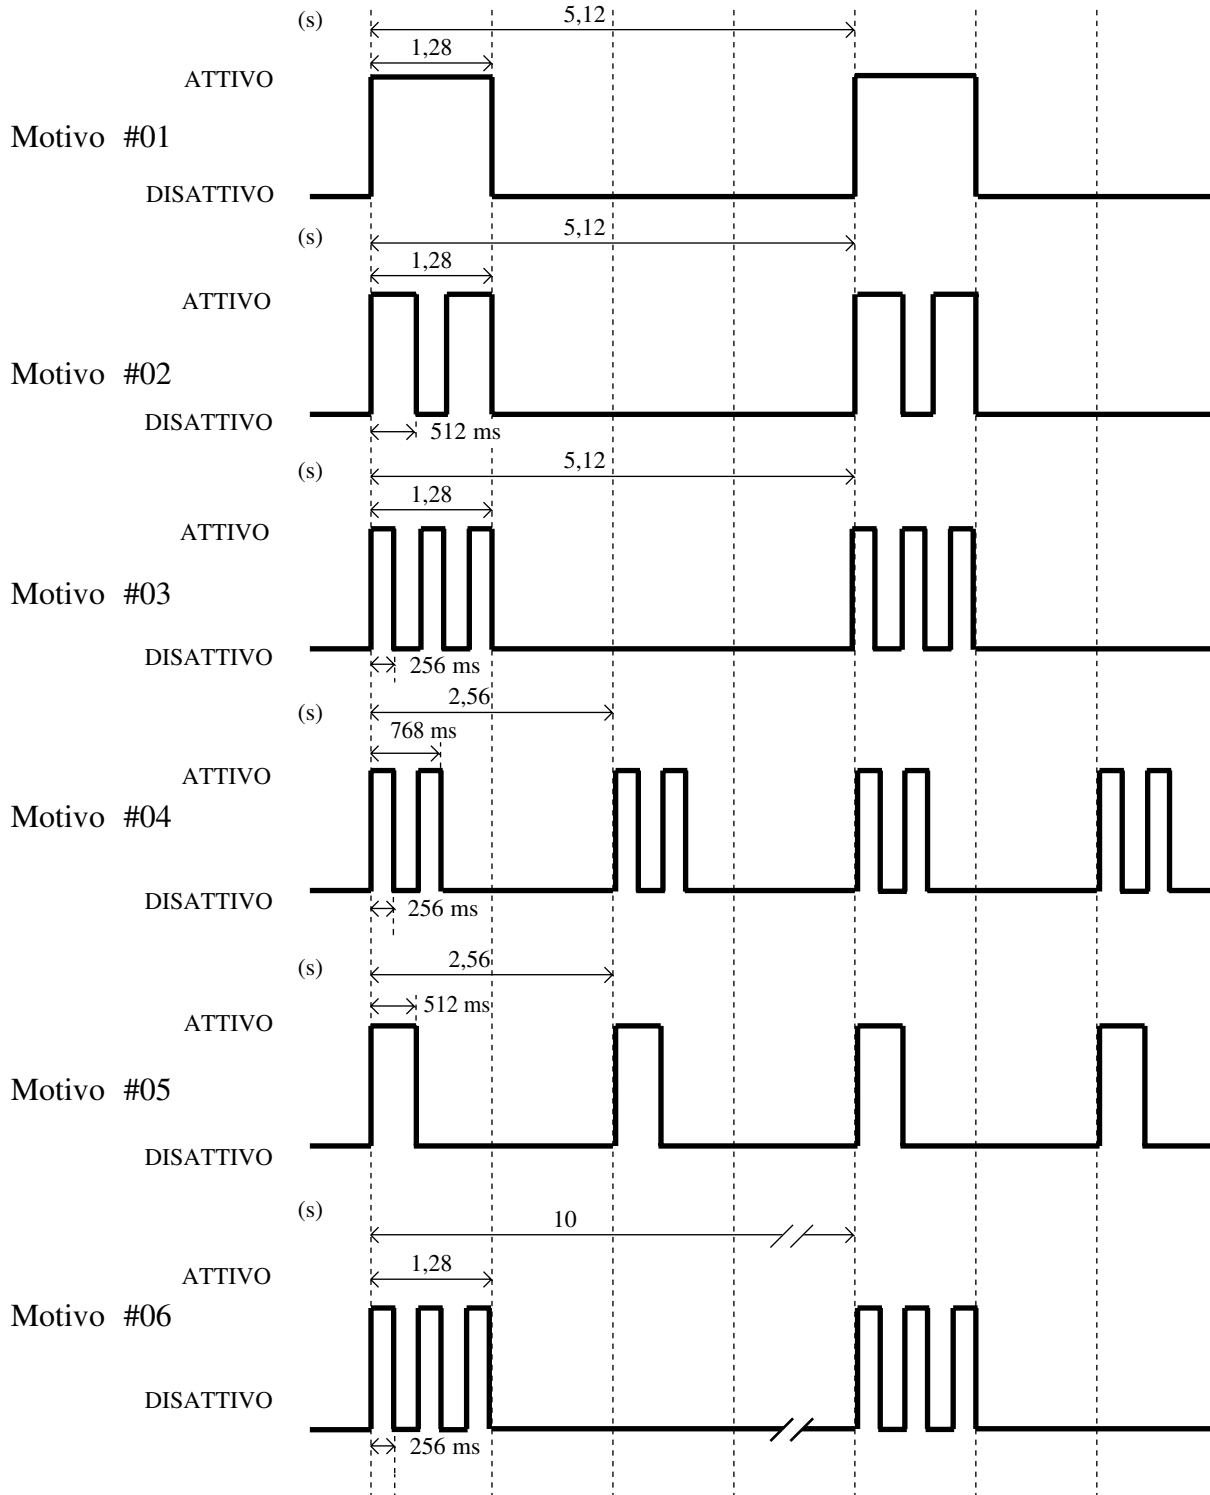 (s) 5,12
1,28
ATTIVO
Motivo #01
DISATTIVO
(s) 5,12
1,28
ATTIVO
Motivo #02
DISATTIVO
512 ms
(s) 5,12
1,28
ATTIVO
Motivo #03
DISATTIVO
256 ms
(s) 2,56
768 ms
ATTIVO
Motivo #04
DISATTIVO
256 ms
(s) 2,56
512 ms
ATTIVO
Motivo #05
DISATTIVO
(s) 10
1,28
ATTIVO
Motivo #06
DISATTIVO
256 ms